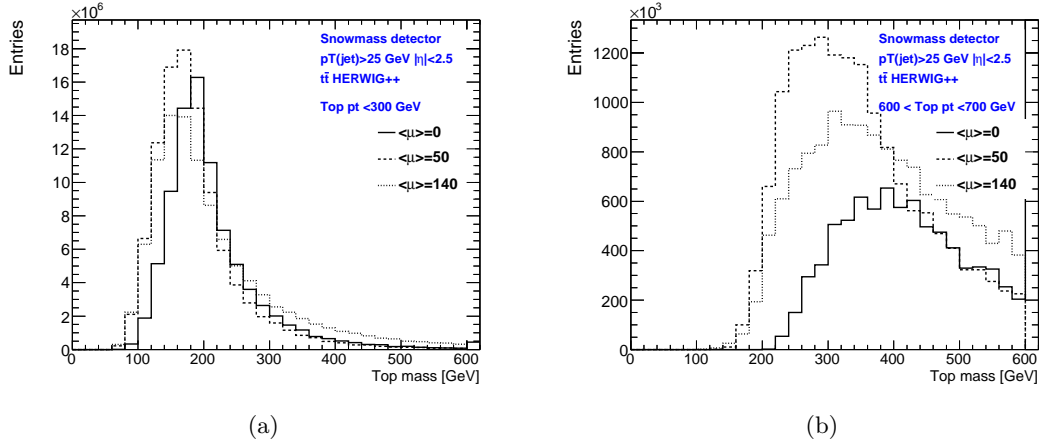 ×10⁶
Entries
18
16
14
12
10
8
6
4
2
0
0
100
200
300
400
500
600
Top mass [GeV]
Snowmass detector
pT(jet)>25 GeV |η|<2.5
tt̄ HERWIG++
Top pt <300 GeV
<μ>=0
<μ>=50
<μ>=140
(a)
×10³
Entries
1200
1000
800
600
400
200
0
0
100
200
300
400
500
600
Top mass [GeV]
Snowmass detector
pT(jet)>25 GeV |η|<2.5
tt̄ HERWIG++
600 < Top pt <700 GeV
<μ>=0
<μ>=50
<μ>=140
(b)